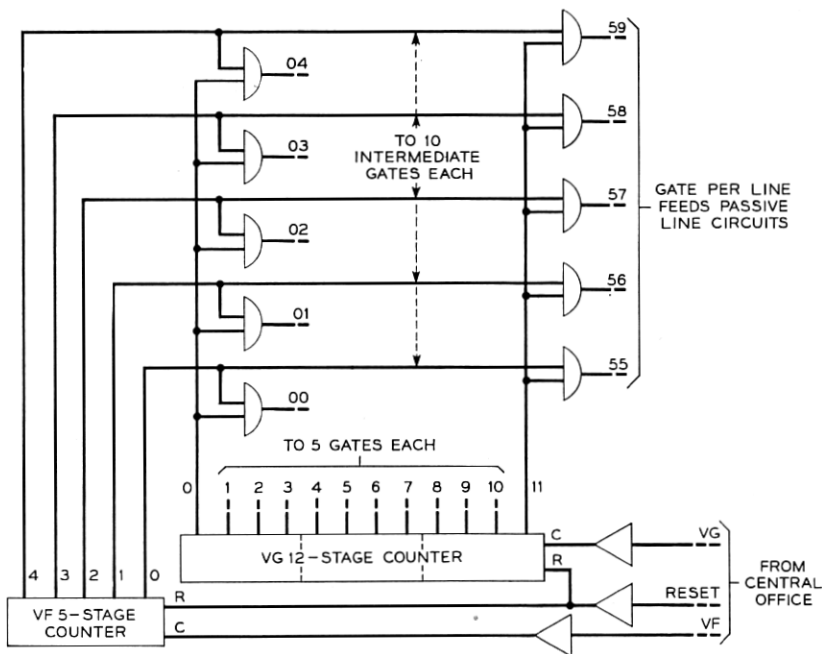 59
04
58
03
TO 10
INTERMEDIATE
GATES EACH
57
GATE PER LINE
FEEDS PASSIVE
LINE CIRCUITS
02
56
01
55
00
TO 5 GATES EACH
0 1 2 3 4 5 6 7 8 9 10 11
VG 12-STAGE COUNTER
C
VG
R
4 3 2 1 0
FROM
CENTRAL
OFFICE
R
RESET
VF 5-STAGE
COUNTER
C
VF